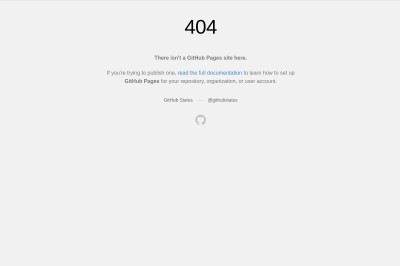 404
There isn't a GitHub Pages site here.
If you're trying to publish one, read the full documentation to learn how to set up
GitHub Pages for your repository, organization, or user account.
GitHub Status — @githubstatus